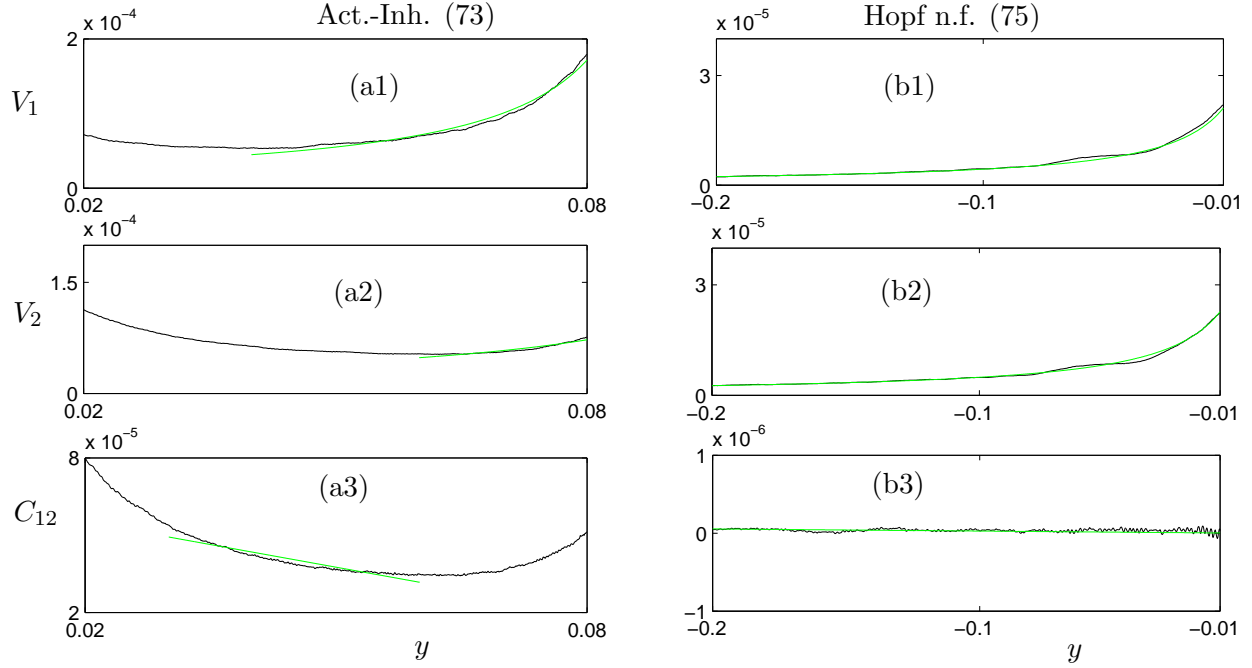 Act.-Inh. (73)
x 10⁻⁴
2
V₁
(a1)
0
0.02
0.08
x 10⁻⁴
1.5
V₂
(a2)
0
0.02
0.08
x 10⁻⁵
8
C₁₂
(a3)
2
0.02
0.08
y
Hopf n.f. (75)
x 10⁻⁵
3
(b1)
0
−0.2
−0.1
−0.01
x 10⁻⁵
3
(b2)
0
−0.2
−0.1
−0.01
x 10⁻⁶
1
(b3)
0
−1
−0.2
−0.1
−0.01
y